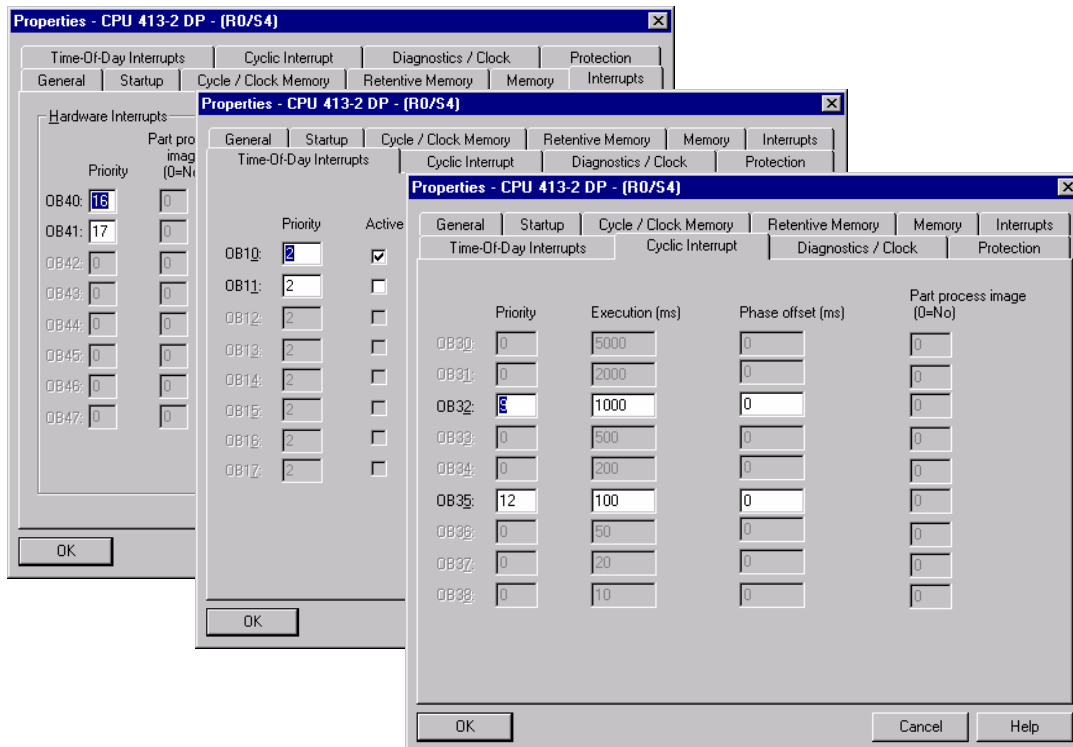 Properties - CPU 413-2 DP - (R0/S4)
Time-Of-Day Interrupts Cyclic Interrupt Diagnostics / Clock Protection
General Startup Cycle / Clock Memory Retentive Memory Memory Interrupts
Hardware Interrupts
Part pro
imag
Priority (0=No
OB40: 16 0
OB41: 17 0
OB42: 0 0
OB43: 0 0
OB44: 0 0
OB45: 0 0
OB46: 0 0
OB47: 0 0
OK
Properties - CPU 413-2 DP - (R0/S4)
General Startup Cycle / Clock Memory Retentive Memory Memory Interrupts
Time-Of-Day Interrupts Cyclic Interrupt Diagnostics / Clock Protection
Priority Active
OB10: 2
OB11: 2
OB12: 2
OB13: 2
OB14: 2
OB15: 2
OB16: 2
OB17: 2
OK
Properties - CPU 413-2 DP - (R0/S4)
General Startup Cycle / Clock Memory Retentive Memory Memory Interrupts
Time-Of-Day Interrupts Cyclic Interrupt Diagnostics / Clock Protection
Part process image
Priority Execution (ms) Phase offset (ms) (0=No)
OB30: 0 5000 0 0
OB31: 0 2000 0 0
OB32: 9 1000 0 0
OB33: 0 500 0 0
OB34: 0 200 0 0
OB35: 12 100 0 0
OB36: 0 50 0 0
OB37: 0 20 0 0
OB38: 0 10 0 0
OK Cancel Help